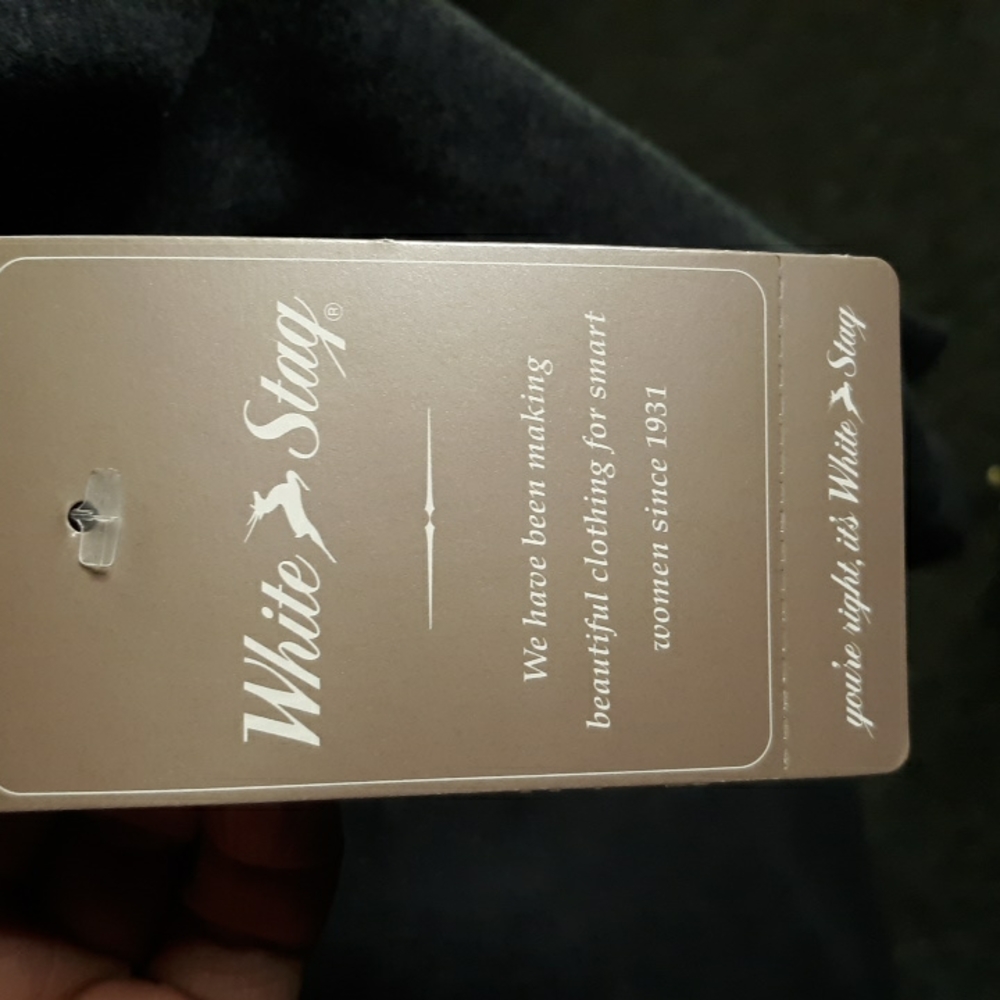 White Stag®
We have been making
beautiful clothing for smart
women since 1931
you're right, it's White Stag